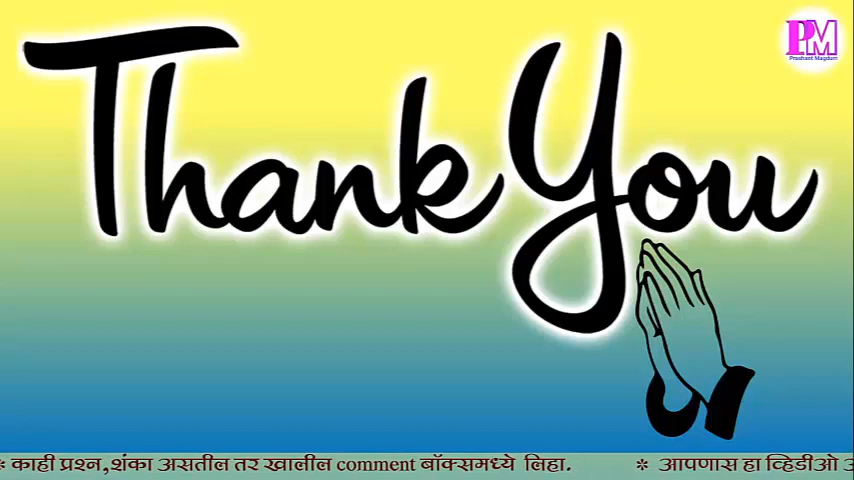 PM
Prashant Magdum
Thank You
* काही प्रश्न,शंका असतील तर खालील comment बॉक्समध्ये लिहा. * आपणास हा व्हिडीओ